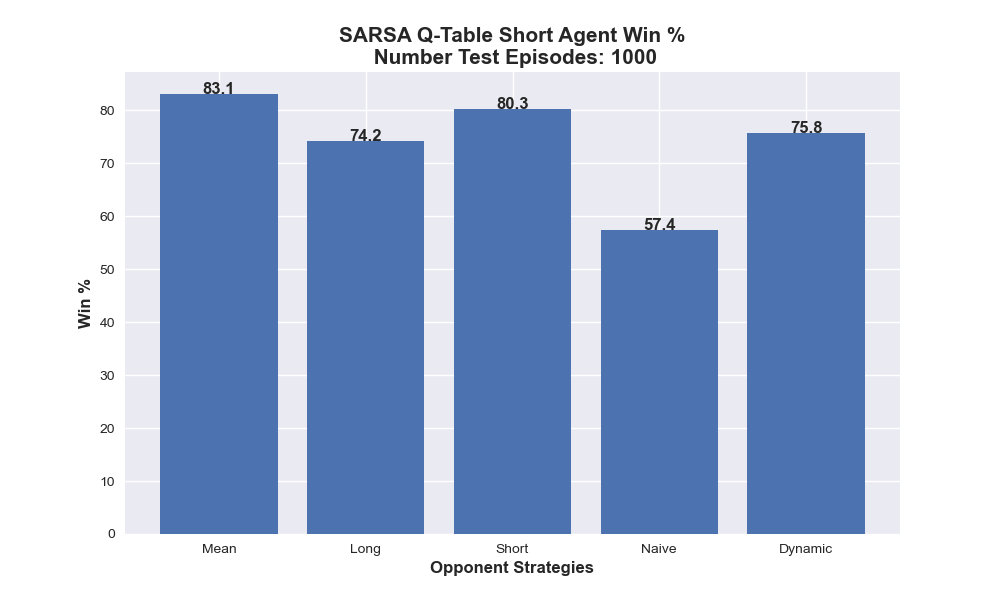 SARSA Q-Table Short Agent Win %
Number Test Episodes: 1000
83.1
74.2
80.3
57.4
75.8
80
70
60
50
40
30
20
10
0
Win %
Mean
Long
Short
Naive
Dynamic
Opponent Strategies